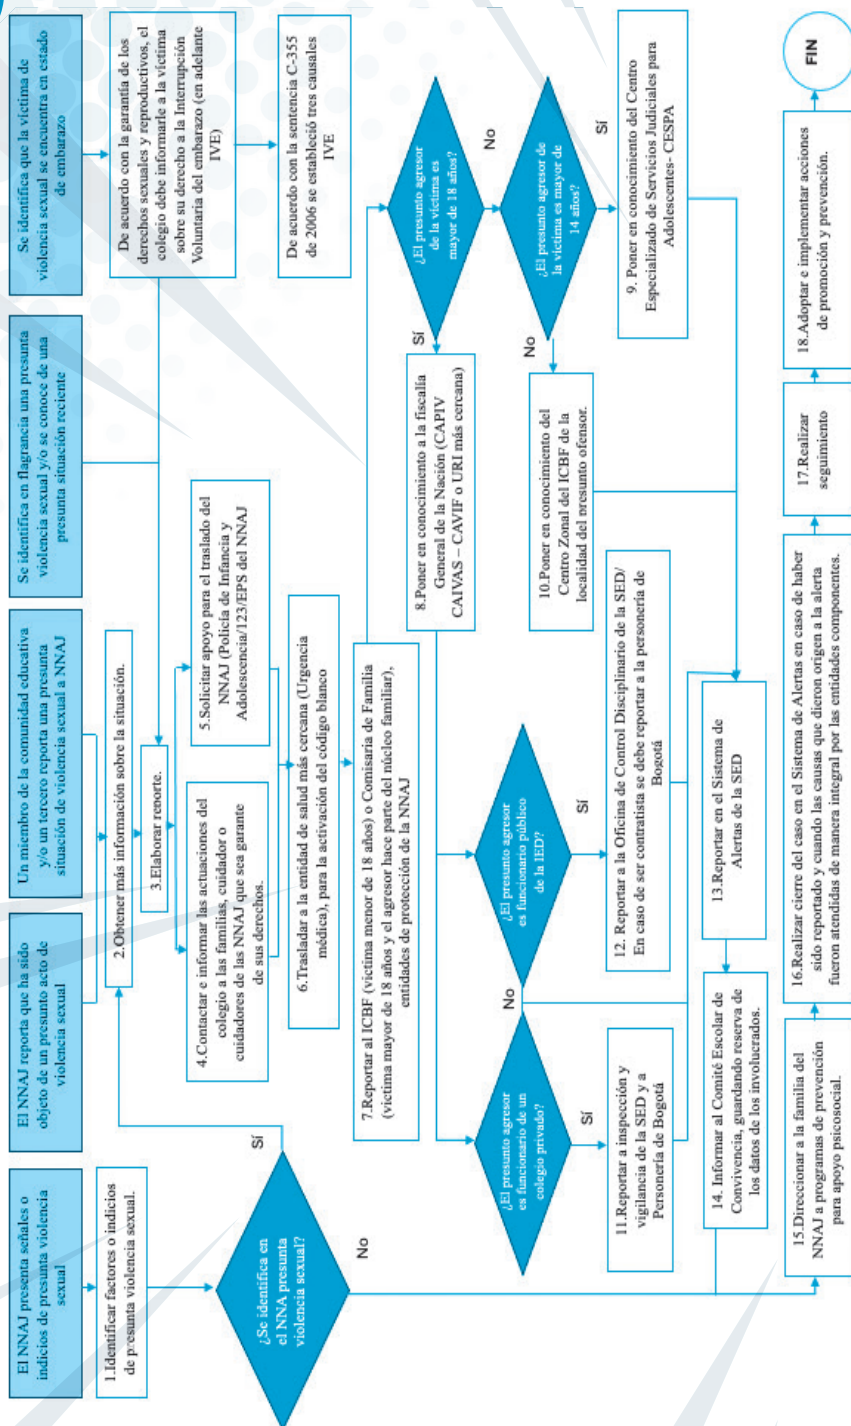 El NNAJ presenta señales o
indicios de presunta violencia
sexual
El NNAJ reporta que ha sido
objeto de un presunto acto de
violencia sexual
Un miembro de la comunidad educativa
y/o un tercero reporta una presunta
situación de violencia sexual a NNAJ
Se identifica en flagrancia una presunta
violencia sexual y/o se conoce de una
presunta situación reciente
Se identifica que la víctima de
violencia sexual se encuentra en estado
de embarazo
1.Identificar factores o indicios
de presunta violencia sexual.
2.Obtener más información sobre la situación.
3.Elaborar reporte.
De acuerdo con la garantía de los
derechos sexuales y reproductivos, el
colegio debe informarle a la víctima
sobre su derecho a la Interrupción
Voluntaria del embarazo (en adelante
IVE)
De acuerdo con la sentencia C-355
de 2006 se estableció tres causales
IVE
¿Se identifica en
el NNA presunta
violencia sexual?
Sí
No
4.Contactar e informar las actuaciones del
colegio a las familias, cuidador o
cuidadores de las NNAJ que sea garante
de sus derechos.
5.Solicitar apoyo para el traslado del
NNAJ (Policía de Infancia y
Adolescencia/123/EPS del NNAJ
6.Trasladar a la entidad de salud más cercana (Urgencia
médica), para la activación del código blanco
7.Reportar al ICBF (victima menor de 18 años) o Comisaria de Familia
(victima mayor de 18 años y el agresor hace parte del núcleo familiar),
entidades de protección de la NNAJ
¿El presunto agresor
de la víctima es
mayor de 18 años?
Sí
No
8.Poner en conocimiento a la fiscalía
General de la Nación (CAPIV
CAIVAS – CAVIF o URI más cercana)
¿El presunto agresor de
la víctima es mayor de
14 años?
No
Sí
9. Poner en conocimiento del Centro
Especializado de Servicios Judiciales para
Adolescentes- CESPA
10.Poner en conocimiento del
Centro Zonal del ICBF de la
localidad del presunto ofensor.
¿El presunto agresor
es funcionario de un
colegio privado?
No
Sí
¿El presunto agresor
es funcionario público
de la IED?
Sí
11.Reportar a inspección y
vigilancia de la SED y a
Personería de Bogotá
12. Reportar a la Oficina de Control Disciplinario de la SED/
En caso de ser contratista se debe reportar a la personería de
Bogotá
13.Reportar en el Sistema de
Alertas de la SED
14. Informar al Comité Escolar de
Convivencia, guardando reserva de
los datos de los involucrados.
15.Direccionar a la familia del
NNAJ a programas de prevención
para apoyo psicosocial.
16.Realizar cierre del caso en el Sistema de Alertas en caso de haber
sido reportado y cuando las causas que dieron origen a la alerta
fueron atendidas de manera integral por las entidades componentes.
17.Realizar
seguimiento
18.Adoptar e implementar acciones
de promoción y prevención.
FIN